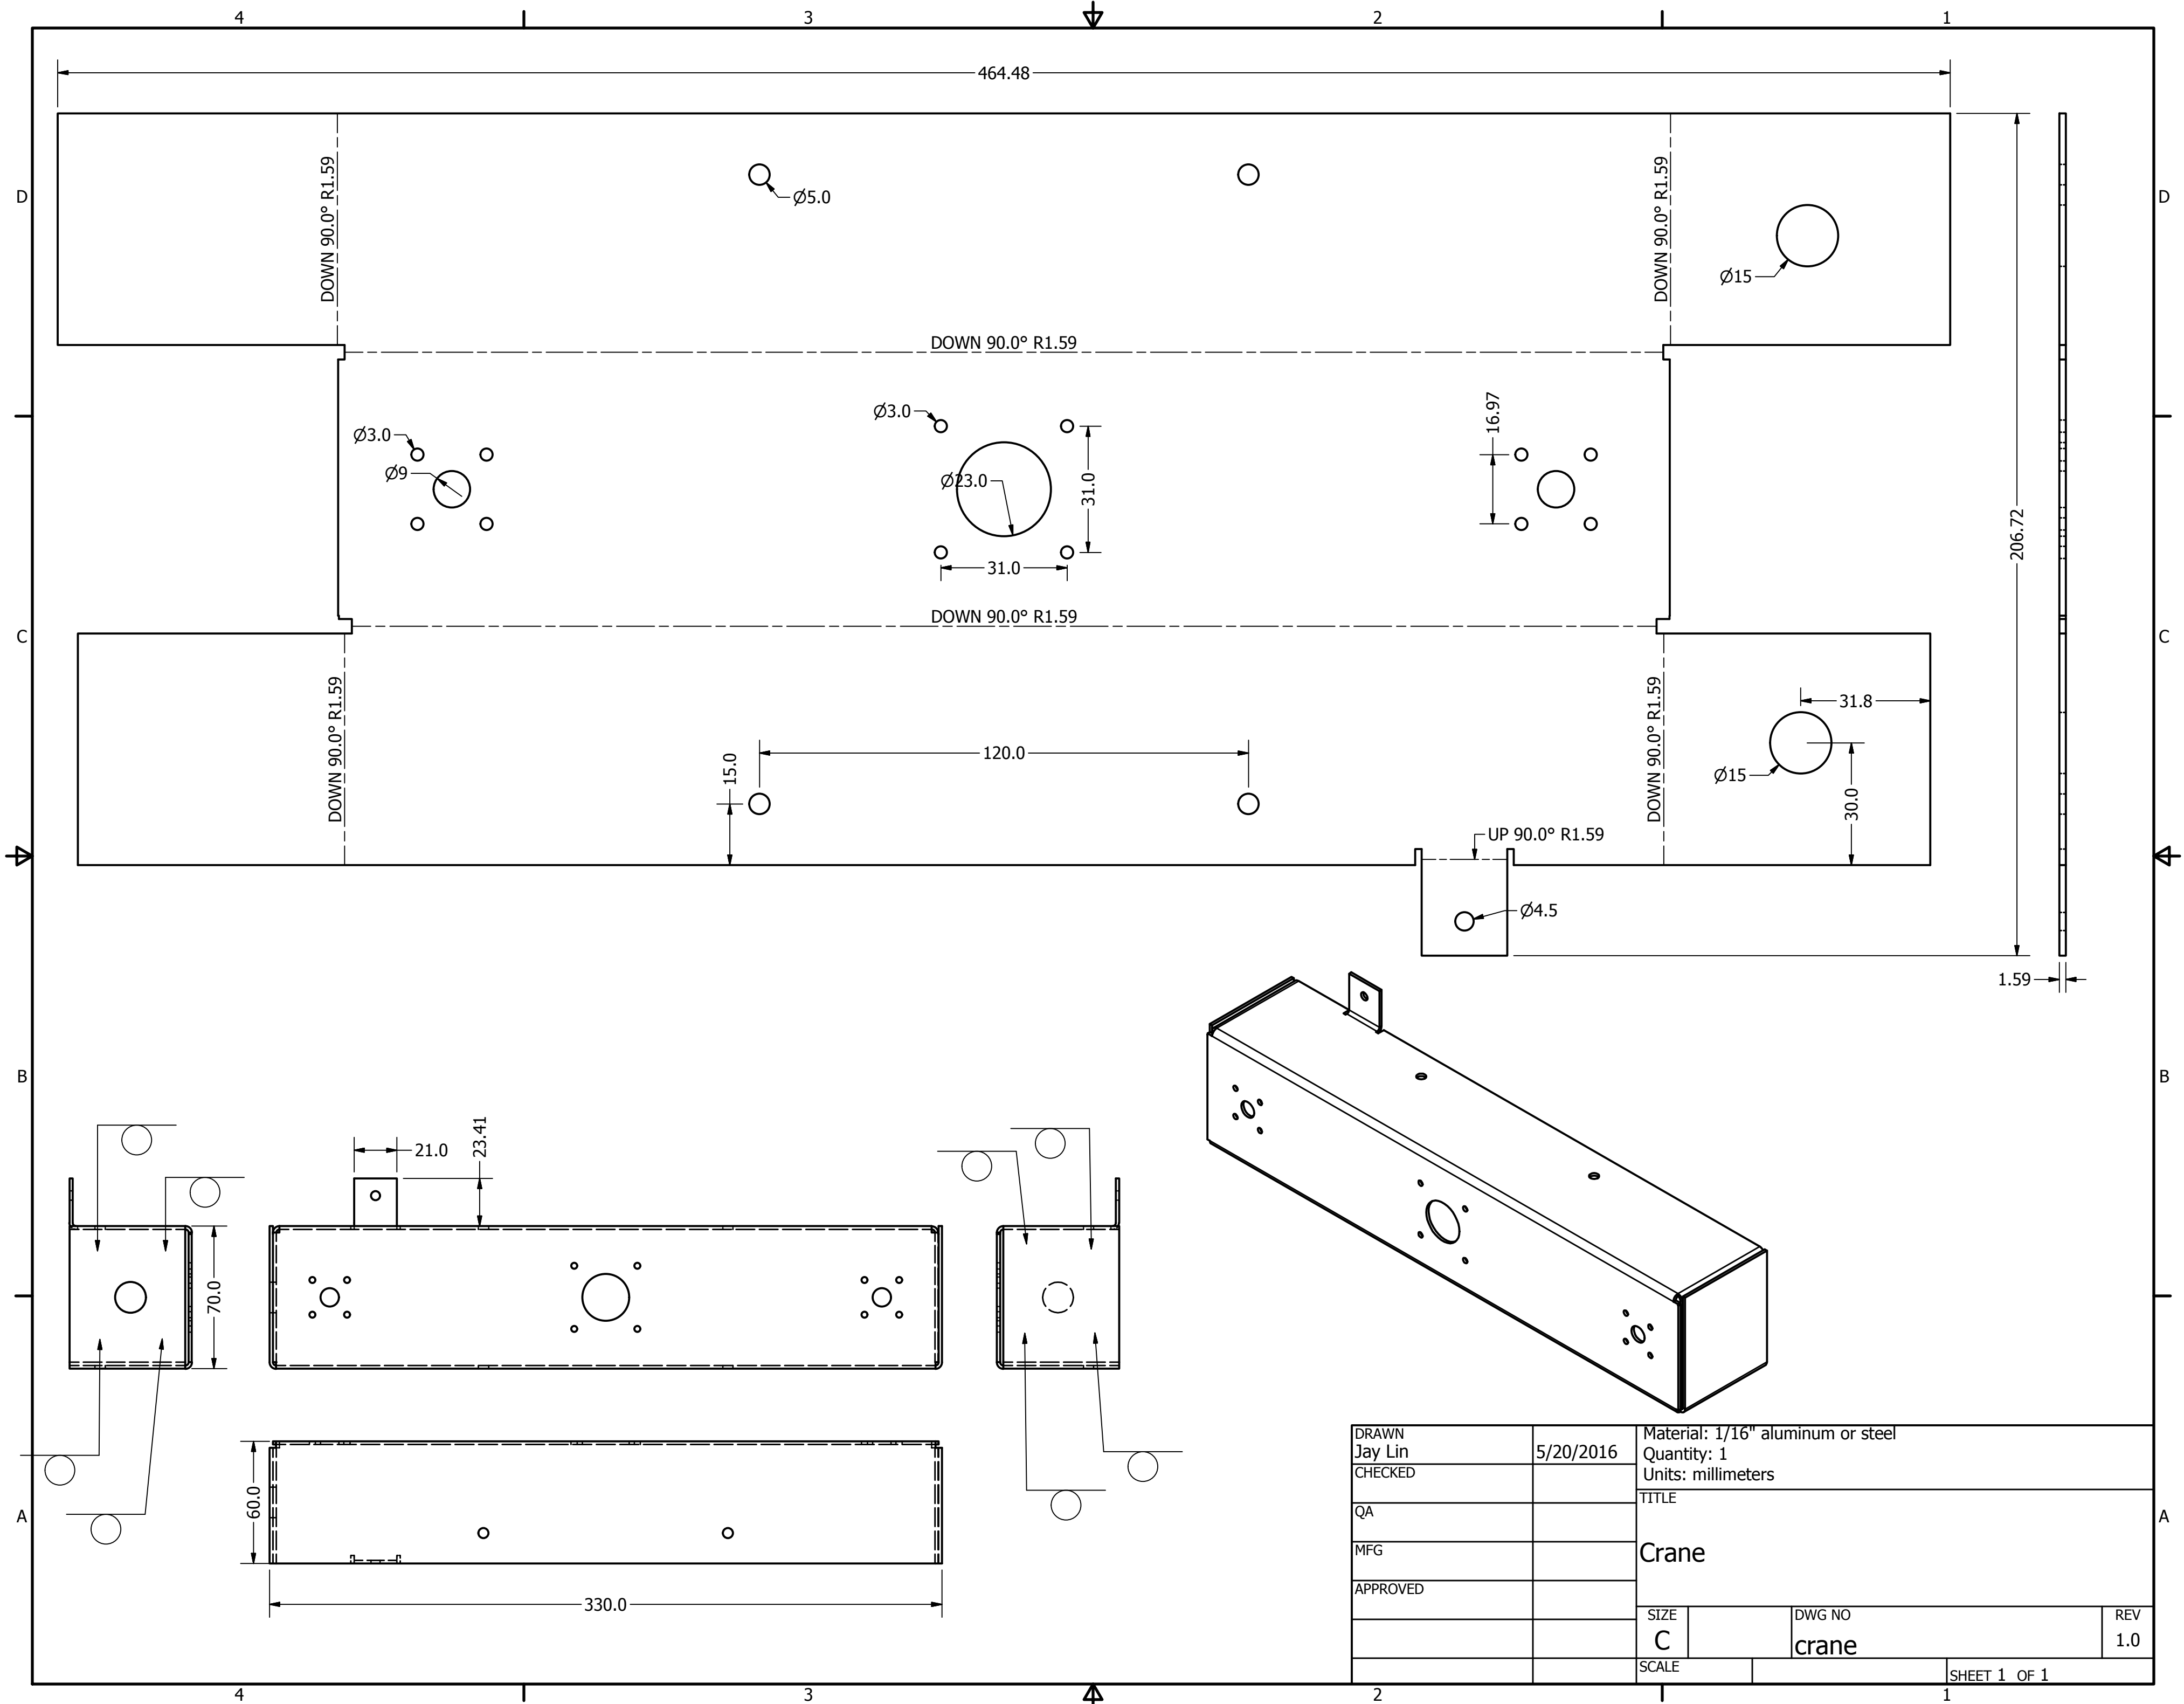 4 3 2 1
464.48
D D
DOWN 90.0° R1.59
DOWN 90.0° R1.59
Ø5.0
Ø15
DOWN 90.0° R1.59
Ø3.0
Ø9
Ø3.0
Ø23.0
31.0
31.0
16.97
206.72
DOWN 90.0° R1.59
C C
DOWN 90.0° R1.59
DOWN 90.0° R1.59
31.8
120.0
15.0
Ø15
30.0
UP 90.0° R1.59
Ø4.5
1.59
B B
21.0
23.41
70.0
60.0
330.0
A A
DRAWN
Jay Lin
5/20/2016
CHECKED
QA
MFG
APPROVED
Material: 1/16" aluminum or steel
Quantity: 1
Units: millimeters
TITLE
Crane
SIZE
C
DWG NO
crane
REV
1.0
SCALE
SHEET 1 OF 1
4 3 2 1